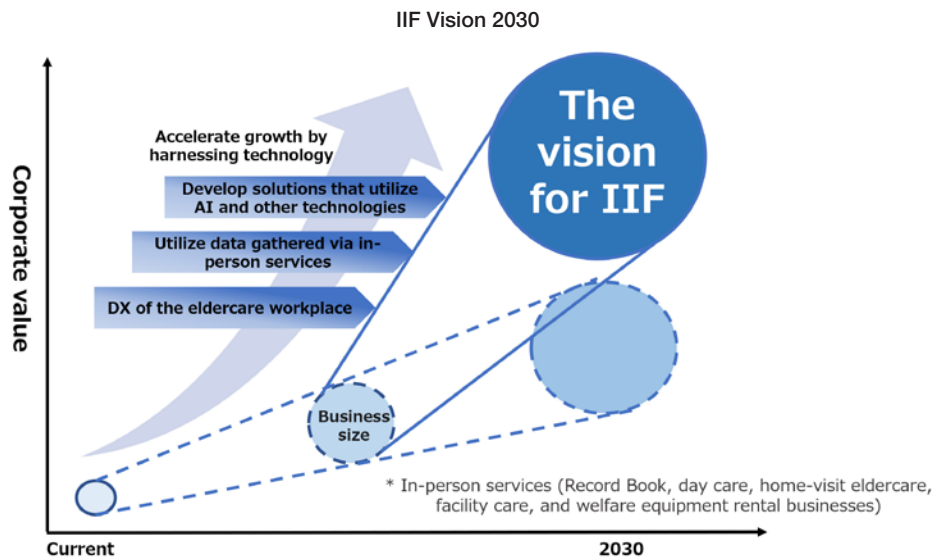 IIF Vision 2030
The
vision
for IIF
Accelerate growth by
harnessing technology
Develop solutions that utilize
AI and other technologies
Utilize data gathered via in-
person services
DX of the eldercare workplace
Corporate value
Business
size
* In-person services (Record Book, day care, home-visit eldercare,
facility care, and welfare equipment rental businesses)
Current
2030